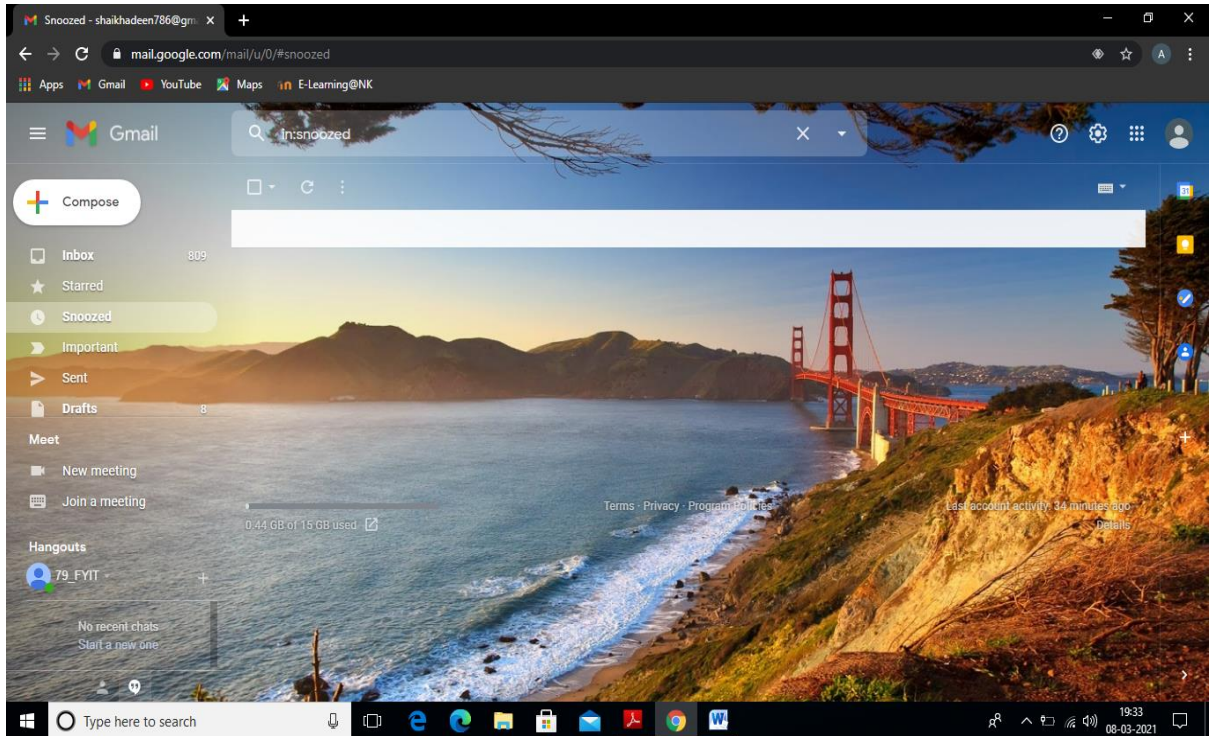 Snoozed - shaikhadeen786@gm
mail.google.com/mail/u/0/#snoozed
A
Apps Gmail YouTube Maps E-Learning@NK
Gmail
in:snoozed
Compose
31
Inbox 809
Starred
Snoozed
Important
Sent
Drafts 8
Meet
New meeting
Join a meeting
0.44 GB of 15 GB used
Terms · Privacy · Program Policies
Last account activity: 34 minutes ago
Details
Hangouts
79_FYIT
No recent chats
Start a new one
Type here to search
19:33
08-03-2021